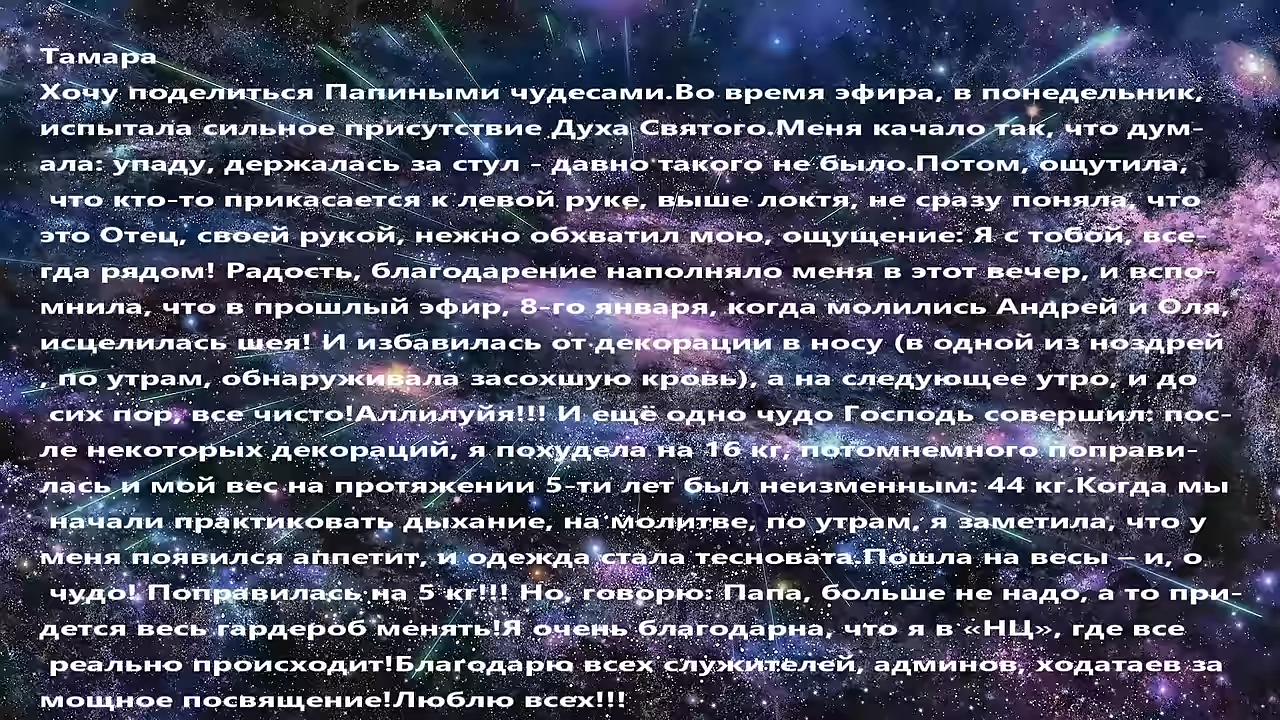 Тамара
Хочу поделиться Папиными чудесами.Во время эфира, в понедельник,
испытала сильное присутствие Духа Святого.Меня качало так, что дум-
ала: упаду, держалась за стул - давно такого не было.Потом, ощутила,
что кто-то прикасается к левой руке, выше локтя, не сразу поняла, что
это Отец, своей рукой, нежно обхватил мою, ощущение: Я с тобой, все-
гда рядом! Радость, благодарение наполняло меня в этот вечер, и вспо-
мнила, что в прошлый эфир, 8-го января, когда молились Андрей и Оля,
исцелилась шея! И избавилась от декорации в носу (в одной из ноздрей
, по утрам, обнаруживала засохшую кровь), а на следующее утро, и до
сих пор, все чисто!Аллилуйя!!! И ещё одно чудо Господь совершил: пос-
ле некоторых декораций, я похудела на 16 кг, потомнемного поправи-
лась и мой вес на протяжении 5-ти лет был неизменным: 44 кг.Когда мы
начали практиковать дыхание, на молитве, по утрам, я заметила, что у
меня появился аппетит, и одежда стала тесновата.Пошла на весы – и, о
чудо! Поправилась на 5 кг!!! Но, говорю: Папа, больше не надо, а то при-
дется весь гардероб менять!Я очень благодарна, что я в «НЦ», где все
реально происходит!Благодарю всех служителей, админов, ходатаев за
мощное посвящение!Люблю всех!!!